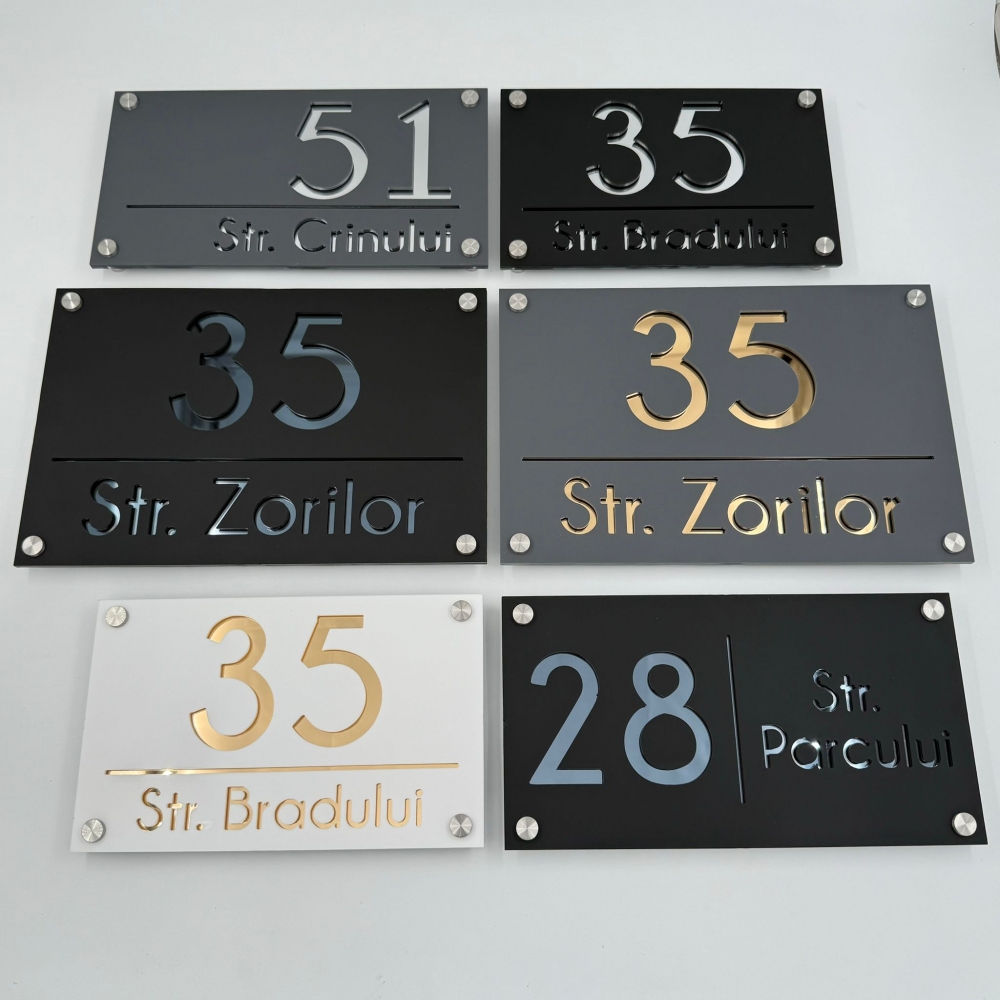 51
Str. Crinului
35
Str. Bradului
35
Str. Zorilor
35
Str. Zorilor
35
Str. Bradului
28
Str.
Parcului